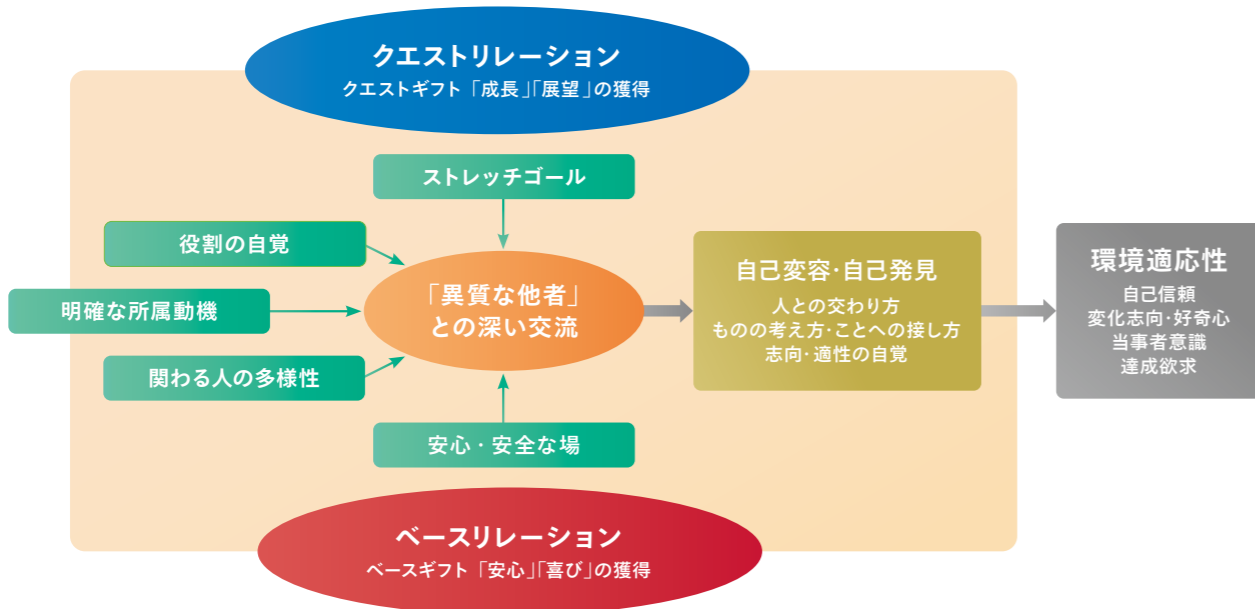 クエストリレーション
クエストギフト「成長」「展望」の獲得
ストレッチゴール
役割の自覚
明確な所属動機
関わる人の多様性
安心・安全な場
「異質な他者」
との深い交流
自己変容・自己発見
人との交わり方
ものの考え方・ことへの接し方
志向・適性の自覚
環境適応性
自己信頼
変化志向・好奇心
当事者意識
達成欲求
ベースリレーション
ベースギフト「安心」「喜び」の獲得